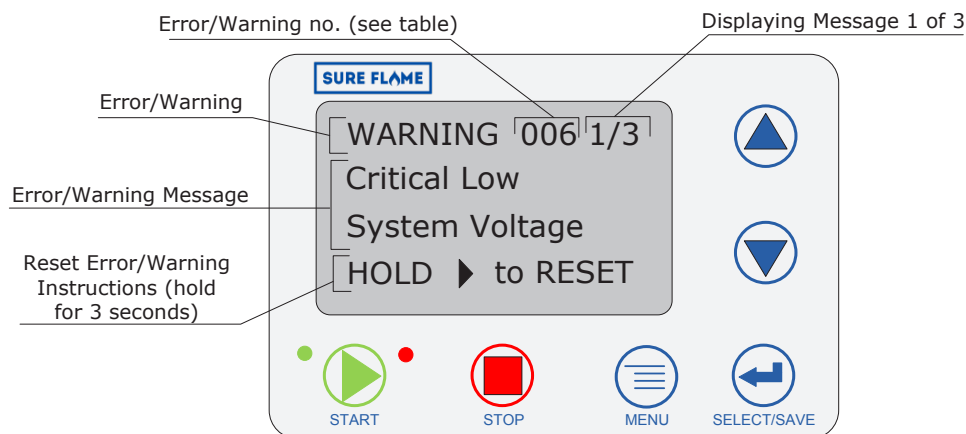 Error/Warning no. (see table)
Displaying Message 1 of 3
SURE FLAME
Error/Warning
WARNING 006 1/3
Critical Low
Error/Warning Message
System Voltage
Reset Error/Warning
Instructions (hold
for 3 seconds)
HOLD ▶ to RESET
START
STOP
MENU
SELECT/SAVE